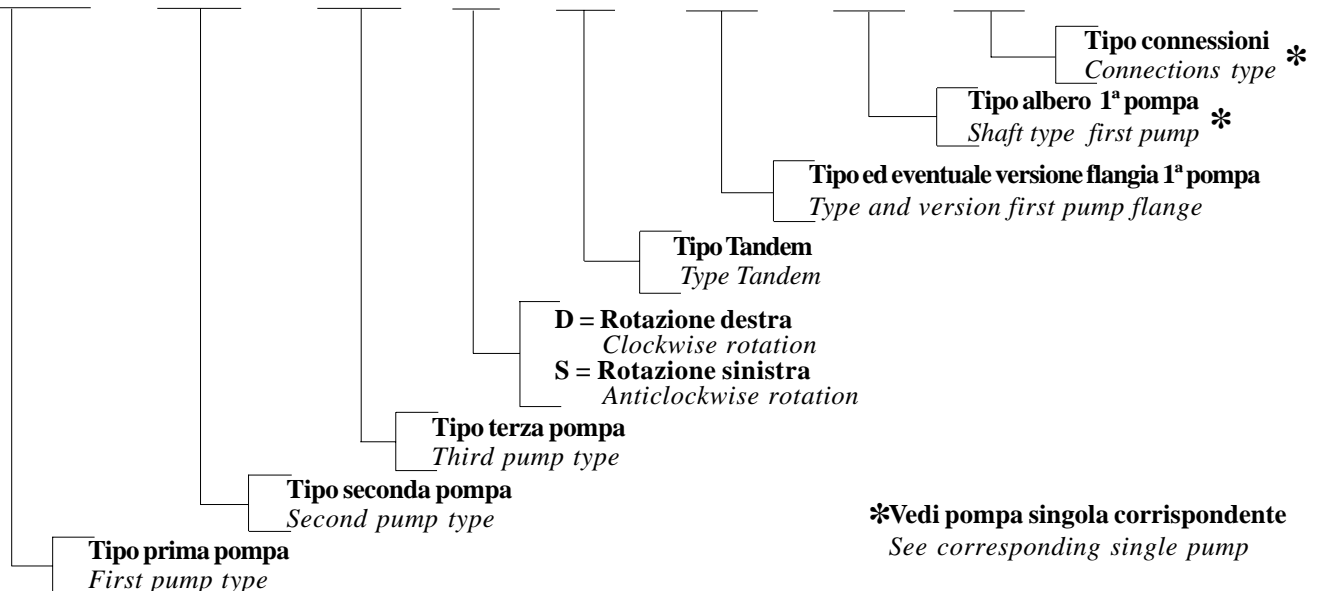 Tipo connessioni
Connections type *
Tipo albero 1ª pompa
Shaft type first pump *
Tipo ed eventuale versione flangia 1ª pompa
Type and version first pump flange
Tipo Tandem
Type Tandem
D = Rotazione destra
Clockwise rotation
S = Rotazione sinistra
Anticlockwise rotation
Tipo terza pompa
Third pump type
Tipo seconda pompa
Second pump type
*Vedi pompa singola corrispondente
See corresponding single pump
Tipo prima pompa
First pump type